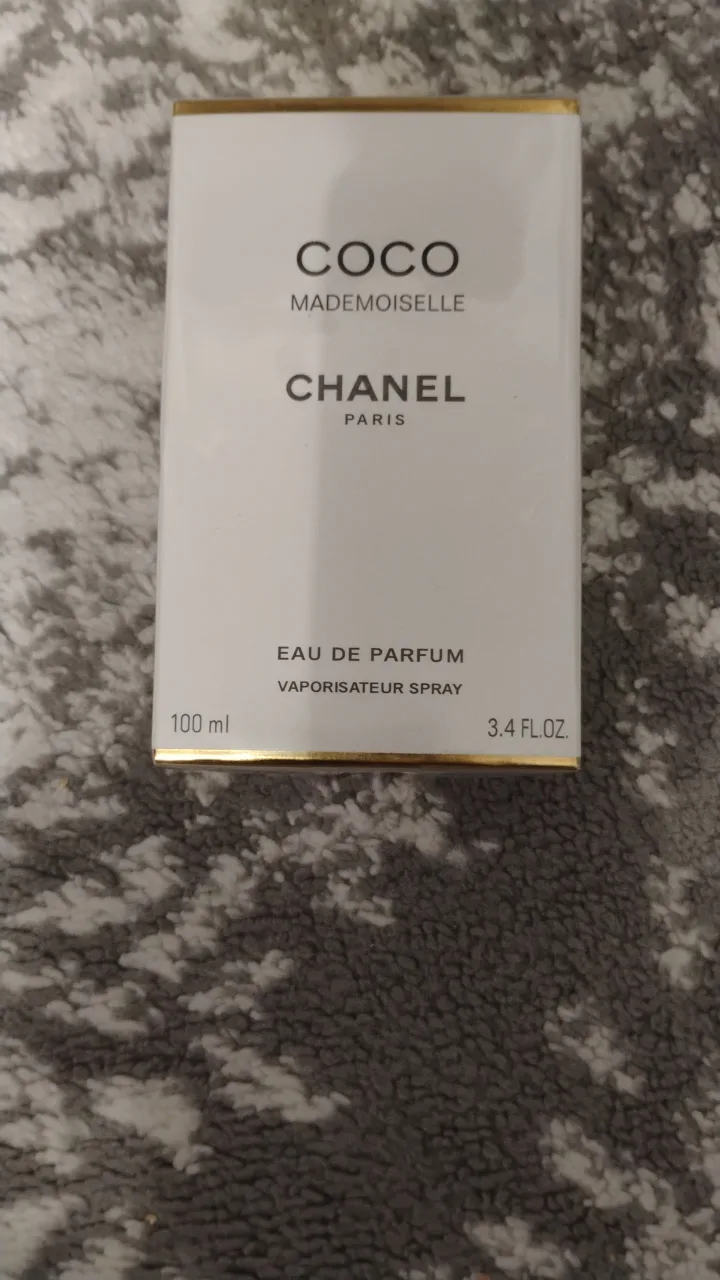 COCO
MADEMOISELLE
CHANEL
PARIS
EAU DE PARFUM
VAPORISATEUR SPRAY
100 ml 3.4 FL.OZ.